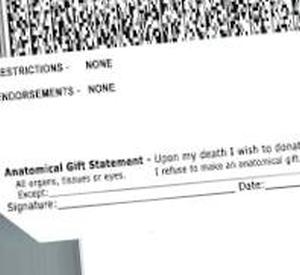 ESTRICTIONS - NONE
NDORSEMENTS - NONE
Anatomical Gift Statement - Upon my death I wish to donat
All organs, tissues or eyes. I refuse to make an anatomical gift
Except:
Signature: Date: